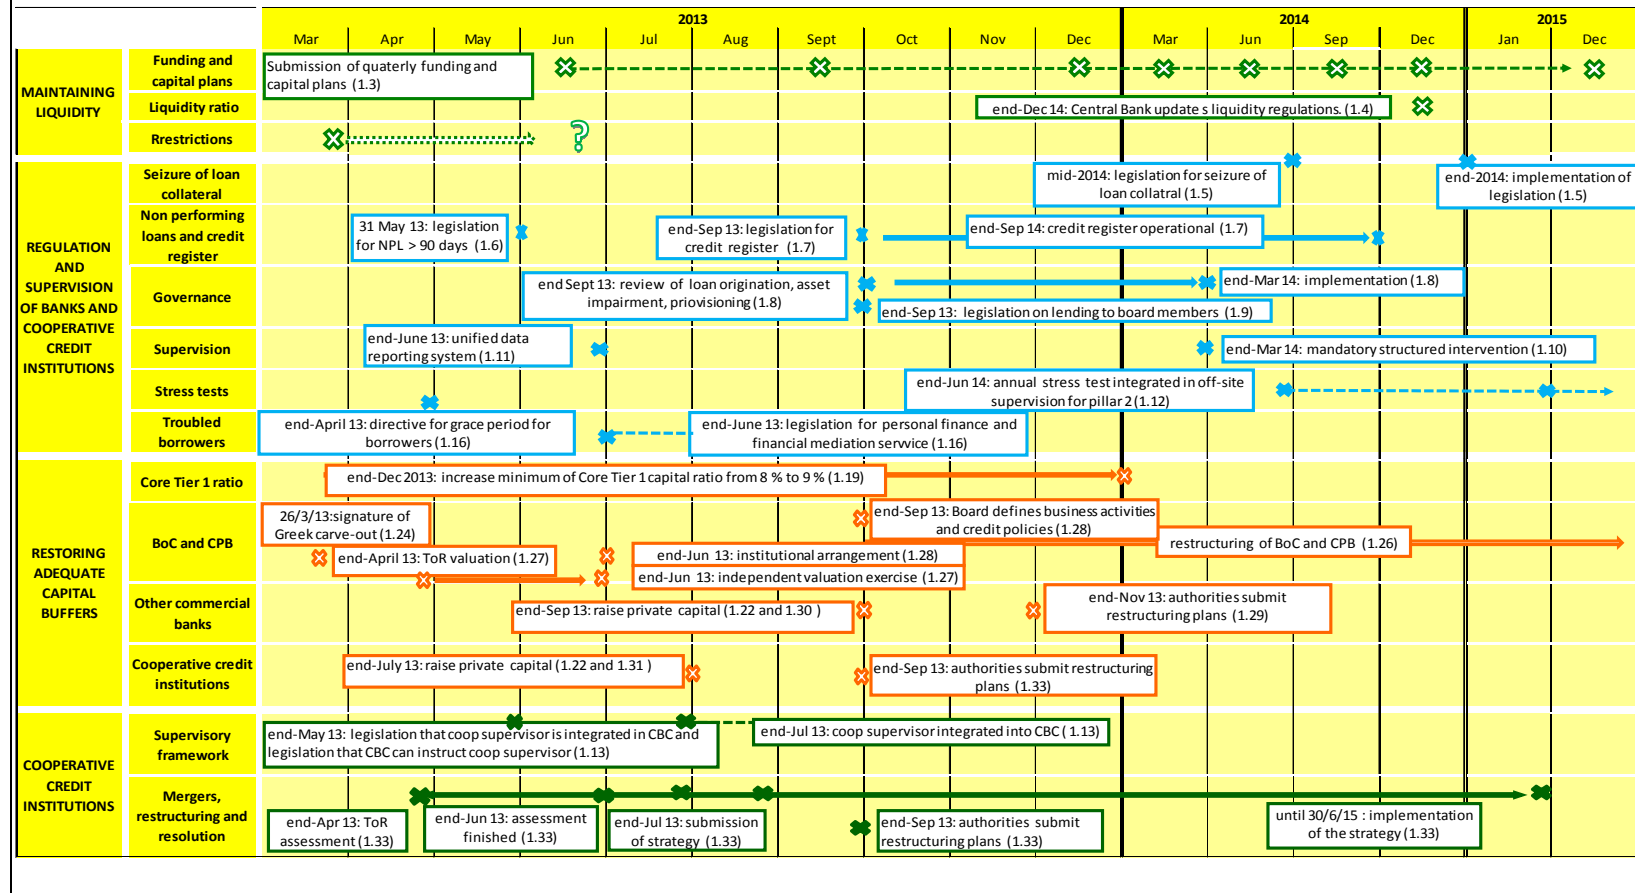 2013
2014
2015
Mar
Apr
May
Jun
Jul
Aug
Sept
Oct
Nov
Dec
Mar
Jun
Sep
Dec
Jan
Dec
MAINTAINING
LIQUIDITY
Funding and
capital plans
Submission of quaterly funding and
capital plans (1.3)
Liquidity ratio
end-Dec 14: Central Bank update s liquidity regulations. (1.4)
Rrestrictions
?
REGULATION
AND
SUPERVISION
OF BANKS AND
COOPERATIVE
CREDIT
INSTITUTIONS
Seizure of loan
collateral
mid-2014: legislation for seizure of
loan collatral (1.5)
end-2014: implementation of
legislation (1.5)
Non performing
loans and credit
register
31 May 13: legislation
for NPL > 90 days (1.6)
end-Sep 13: legislation for
credit register (1.7)
end-Sep 14: credit register operational (1.7)
Governance
end Sept 13: review of loan origination, asset
impairment, priovisioning (1.8)
end-Mar 14: implementation (1.8)
end-Sep 13: legislation on lending to board members (1.9)
Supervision
end-June 13: unified data
reporting system (1.11)
end-Mar 14: mandatory structured intervention (1.10)
Stress tests
end-Jun 14: annual stress test integrated in off-site
supervision for pillar 2 (1.12)
Troubled
borrowers
end-April 13: directive for grace period for
borrowers (1.16)
end-June 13: legislation for personal finance and
financial mediation servvice (1.16)
RESTORING
ADEQUATE
CAPITAL
BUFFERS
Core Tier 1 ratio
end-Dec 2013: increase minimum of Core Tier 1 capital ratio from 8 % to 9 % (1.19)
BoC and CPB
26/3/13:signature of
Greek carve-out (1.24)
end-April 13: ToR valuation (1.27)
end-Sep 13: Board defines business activities
and credit policies (1.28)
end-Jun 13: institutional arrangement (1.28)
end-Jun 13: independent valuation exercise (1.27)
restructuring of BoC and CPB (1.26)
Other commercial
banks
end-Sep 13: raise private capital (1.22 and 1.30 )
end-Nov 13: authorities submit
restructuring plans (1.29)
Cooperative credit
institutions
end-July 13: raise private capital (1.22 and 1.31 )
end-Sep 13: authorities submit restructuring
plans (1.33)
COOPERATIVE
CREDIT
INSTITUTIONS
Supervisory
framework
end-May 13: legislation that coop supervisor is integrated in CBC and
legislation that CBC can instruct coop supervisor (1.13)
end-Jul 13: coop supervisor integrated into CBC ( 1.13)
Mergers,
restructuring and
resolution
end-Apr 13: ToR
assessment (1.33)
end-Jun 13: assessment
finished (1.33)
end-Jul 13: submission
of strategy (1.33)
end-Sep 13: authorities submit
restructuring plans (1.33)
until 30/6/15 : implementation
of the strategy (1.33)